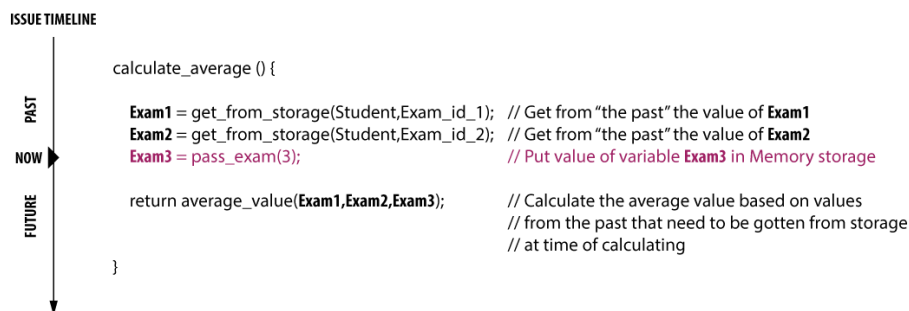 ISSUE TIMELINE
calculate_average () {
PAST
Exam1 = get_from_storage(Student,Exam_id_1); // Get from “the past” the value of Exam1
Exam2 = get_from_storage(Student,Exam_id_2); // Get from “the past” the value of Exam2
NOW
Exam3 = pass_exam(3); // Put value of variable Exam3 in Memory storage
FUTURE
return average_value(Exam1,Exam2,Exam3); // Calculate the average value based on values
// from the past that need to be gotten from storage
// at time of calculating
}